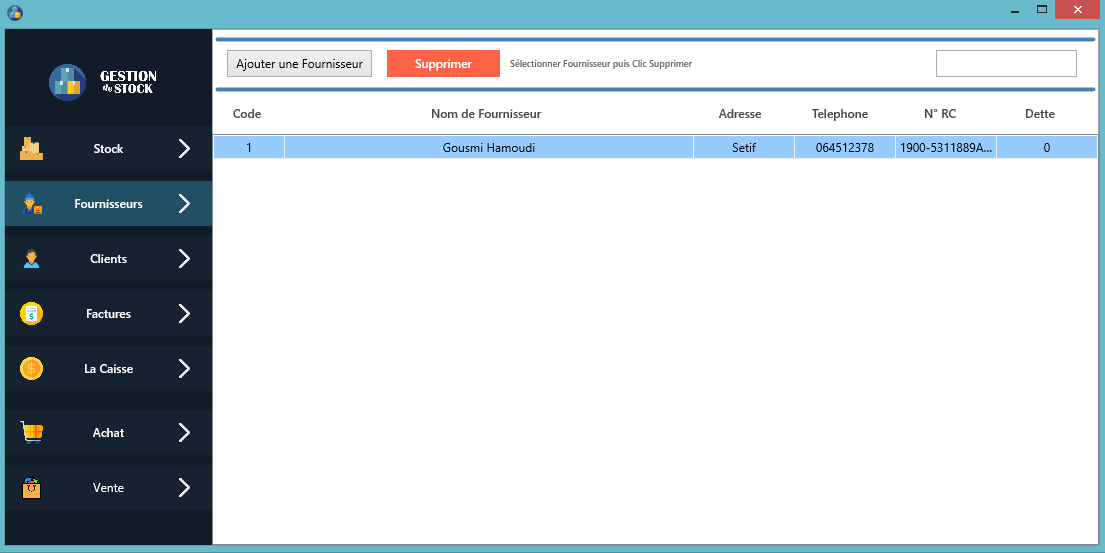 GESTION
du STOCK
Stock
Fournisseurs
Clients
Factures
La Caisse
Achat
Vente
Ajouter une Fournisseur
Supprimer
Sélectionner Fournisseur puis Clic Supprimer
Code Nom de Fournisseur Adresse Telephone N° RC Dette
1 Gousmi Hamoudi Setif 064512378 1900-5311889A... 0